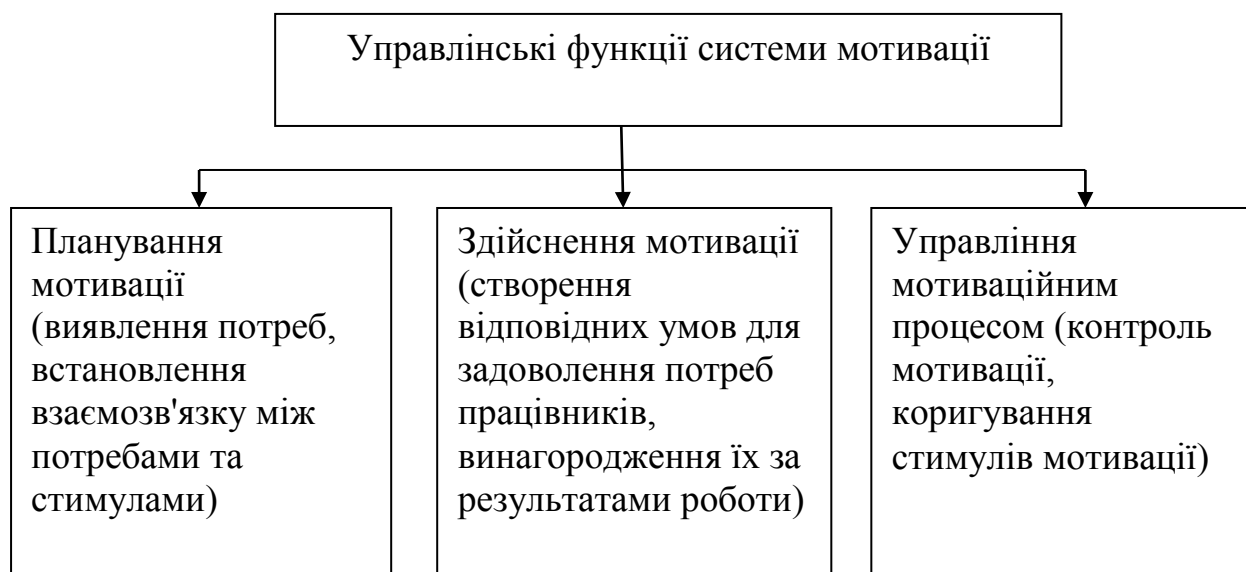 Управлінські функції системи мотивації
Планування
мотивації
(виявлення потреб,
встановлення
взаємозв'язку між
потребами та
стимулами)
Здійснення мотивації
(створення
відповідних умов для
задоволення потреб
працівників,
винагородження їх за
результатами роботи)
Управління
мотиваційним
процесом (контроль
мотивації,
коригування
стимулів мотивації)